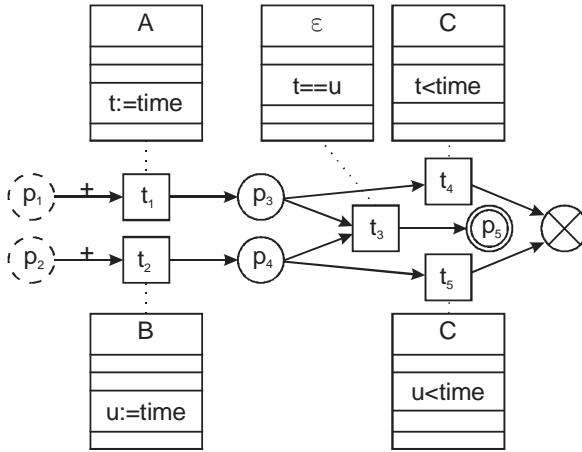 A ε C
t:=time t==u t<time
p1 + t1 p3 t4
t3 p5
p2 + t2 p4 t5
B C
u:=time u<time